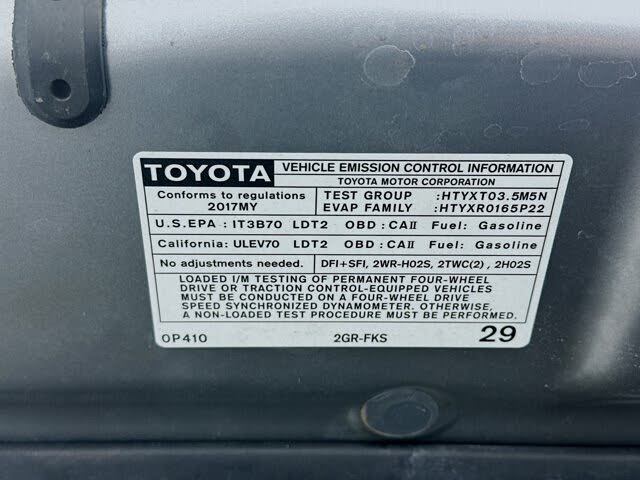 TOYOTA VEHICLE EMISSION CONTROL INFORMATION
TOYOTA MOTOR CORPORATION
Conforms to regulations
2017MY
TEST GROUP :HTYXT03.5M5N
EVAP FAMILY :HTYXR0165P22
U.S.EPA : IT3B70 LDT2 OBD : CAII Fuel: Gasoline
California: ULEV70 LDT2 OBD : CAII Fuel: Gasoline
No adjustments needed. DFI+SFI, 2WR-HO2S, 2TWC(2) , 2HO2S
LOADED I/M TESTING OF PERMANENT FOUR-WHEEL
DRIVE OR TRACTION CONTROL-EQUIPPED VEHICLES
MUST BE CONDUCTED ON A FOUR-WHEEL DRIVE
SPEED SYNCHRONIZED DYNAMOMETER. OTHERWISE,
A NON-LOADED TEST PROCEDURE MUST BE PERFORMED.
0P410 2GR-FKS 29